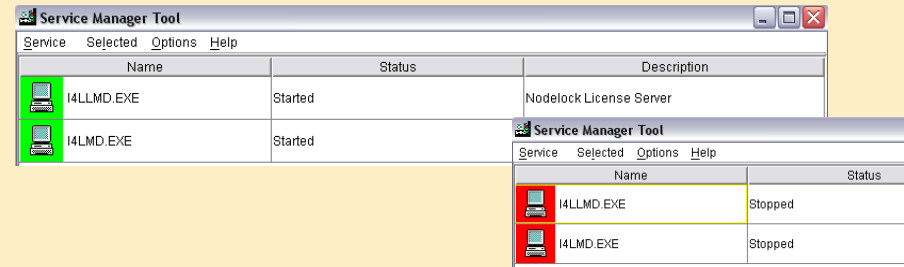 Service Manager Tool
Service Selected Options Help
Name Status Description
I4LLMD.EXE Started Nodelock License Server
I4LMD.EXE Started
Service Manager Tool
Service Selected Options Help
Name Status
I4LLMD.EXE Stopped
I4LMD.EXE Stopped